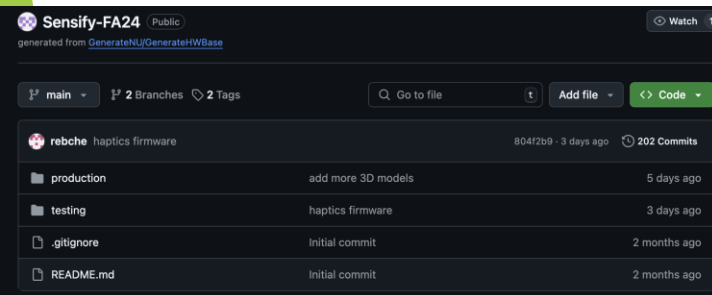 Sensify-FA24 Public Watch 1
generated from GenerateNU/GenerateHWBase
main 2 Branches 2 Tags Go to file t Add file Code
rebche haptics firmware 804f2b9 · 3 days ago 202 Commits
production add more 3D models 5 days ago
testing haptics firmware 3 days ago
.gitignore Initial commit 2 months ago
README.md Initial commit 2 months ago